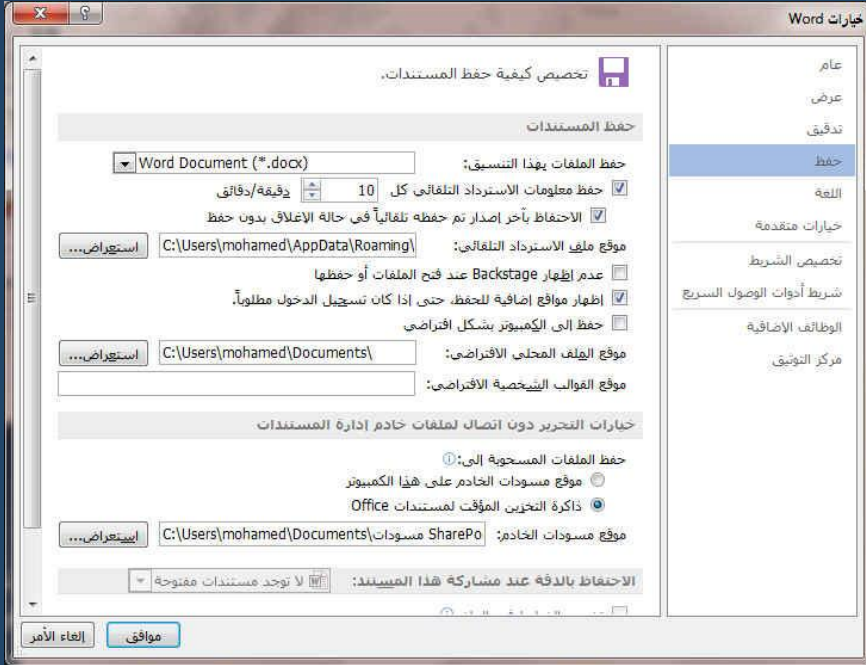 خيارات Word
عام
عرض
تدقيق
حفظ
اللغة
خيارات متقدمة
تخصيص الشريط
شريط أدوات الوصول السريع
الوظائف الإضافية
مركز التوثيق
تخصيص كيفية حفظ المستندات.
حفظ المستندات
حفظ الملفات بهذا التنسيق: Word Document (*.docx)
حفظ معلومات الاسترداد التلقائي كل 10 دقيقة/دقائق
الاحتفاظ بآخر إصدار تم حفظه تلقائياً في حالة الإغلاق بدون حفظ
موقع ملف الاسترداد التلقائي: C:\Users\mohamed\AppData\Roaming\ استعراض...
عدم إظهار Backstage عند فتح الملفات أو حفظها
إظهار مواقع إضافية للحفظ، حتى إذا كان تسجيل الدخول مطلوباً.
حفظ إلى الكمبيوتر بشكل افتراضي
موقع الملف المحلي الافتراضي: C:\Users\mohamed\Documents\ استعراض...
موقع القوالب الشخصية الافتراضي:
خيارات التحرير دون اتصال لملفات خادم إدارة المستندات
حفظ الملفات المسحوبة إلى:
موقع مسودات الخادم على هذا الكمبيوتر
ذاكرة التخزين المؤقت لمستندات Office
موقع مسودات الخادم: C:\Users\mohamed\Documents\مسودات SharePo استعراض...
الاحتفاظ بالدقة عند مشاركة هذا المستند: لا توجد مستندات مفتوحة
موافق
إلغاء الأمر